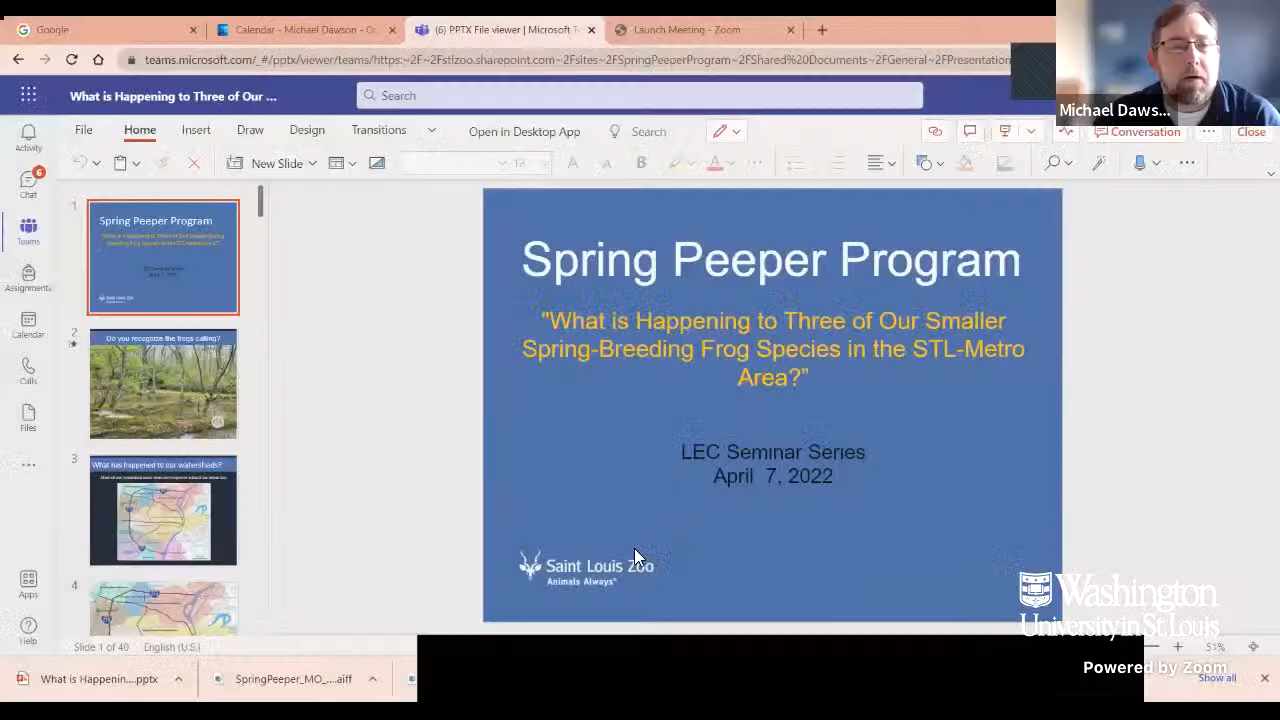 Google
Calendar - Michael Dawson - O
(6) PPTX File viewer | Microsoft T
Launch Meeting - Zoom
teams.microsoft.com/_#/pptx/viewer/teams/https:~2F~2Fstlzoo.sharepoint.com~2Fsites~2FSpringPeeperProgram~2FShared%20Documents~2FGeneral~2FPresentation
What is Happening to Three of Our ...
Search
Michael Daws...
File
Home
Insert
Draw
Design
Transitions
Open in Desktop App
Search
Conversation
Close
New Slide
B
A
Activity
Chat
6
Teams
Assignments
Calendar
Calls
Files
Apps
Help
1
Spring Peeper Program
2
Do you recognize the frogs calling?
3
What has happened to our watersheds?
4
Spring Peeper Program
"What is Happening to Three of Our Smaller
Spring-Breeding Frog Species in the STL-Metro
Area?”
LEC Seminar Series
April 7, 2022
Saint Louis Zoo
Animals Always
Washington
University in St. Louis
Powered by Zoom
Slide 1 of 40
English (U.S.)
51%
What is Happenin....pptx
SpringPeeper_MO_....aiff
Show all